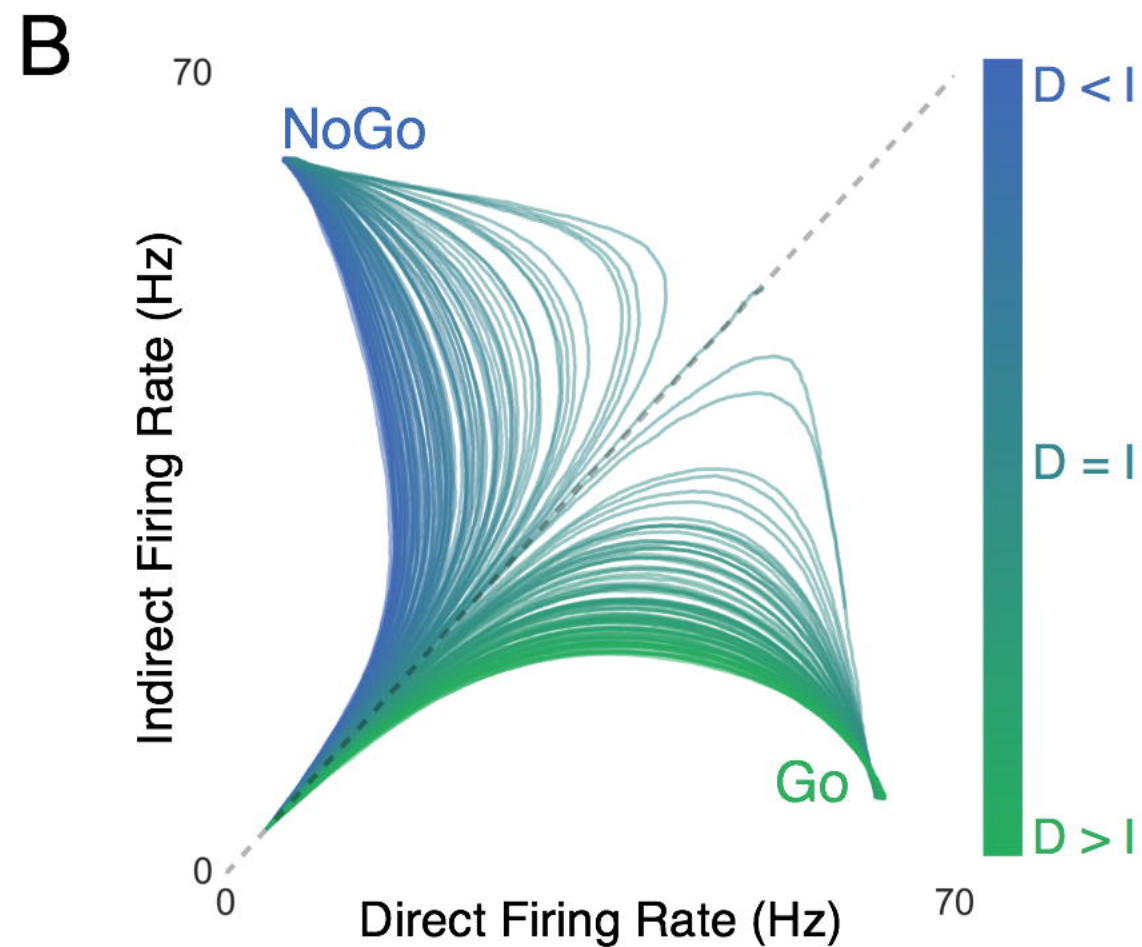 B
70
NoGo
D < I
Indirect Firing Rate (Hz)
D = I
Go
D > I
0
0
Direct Firing Rate (Hz)
70